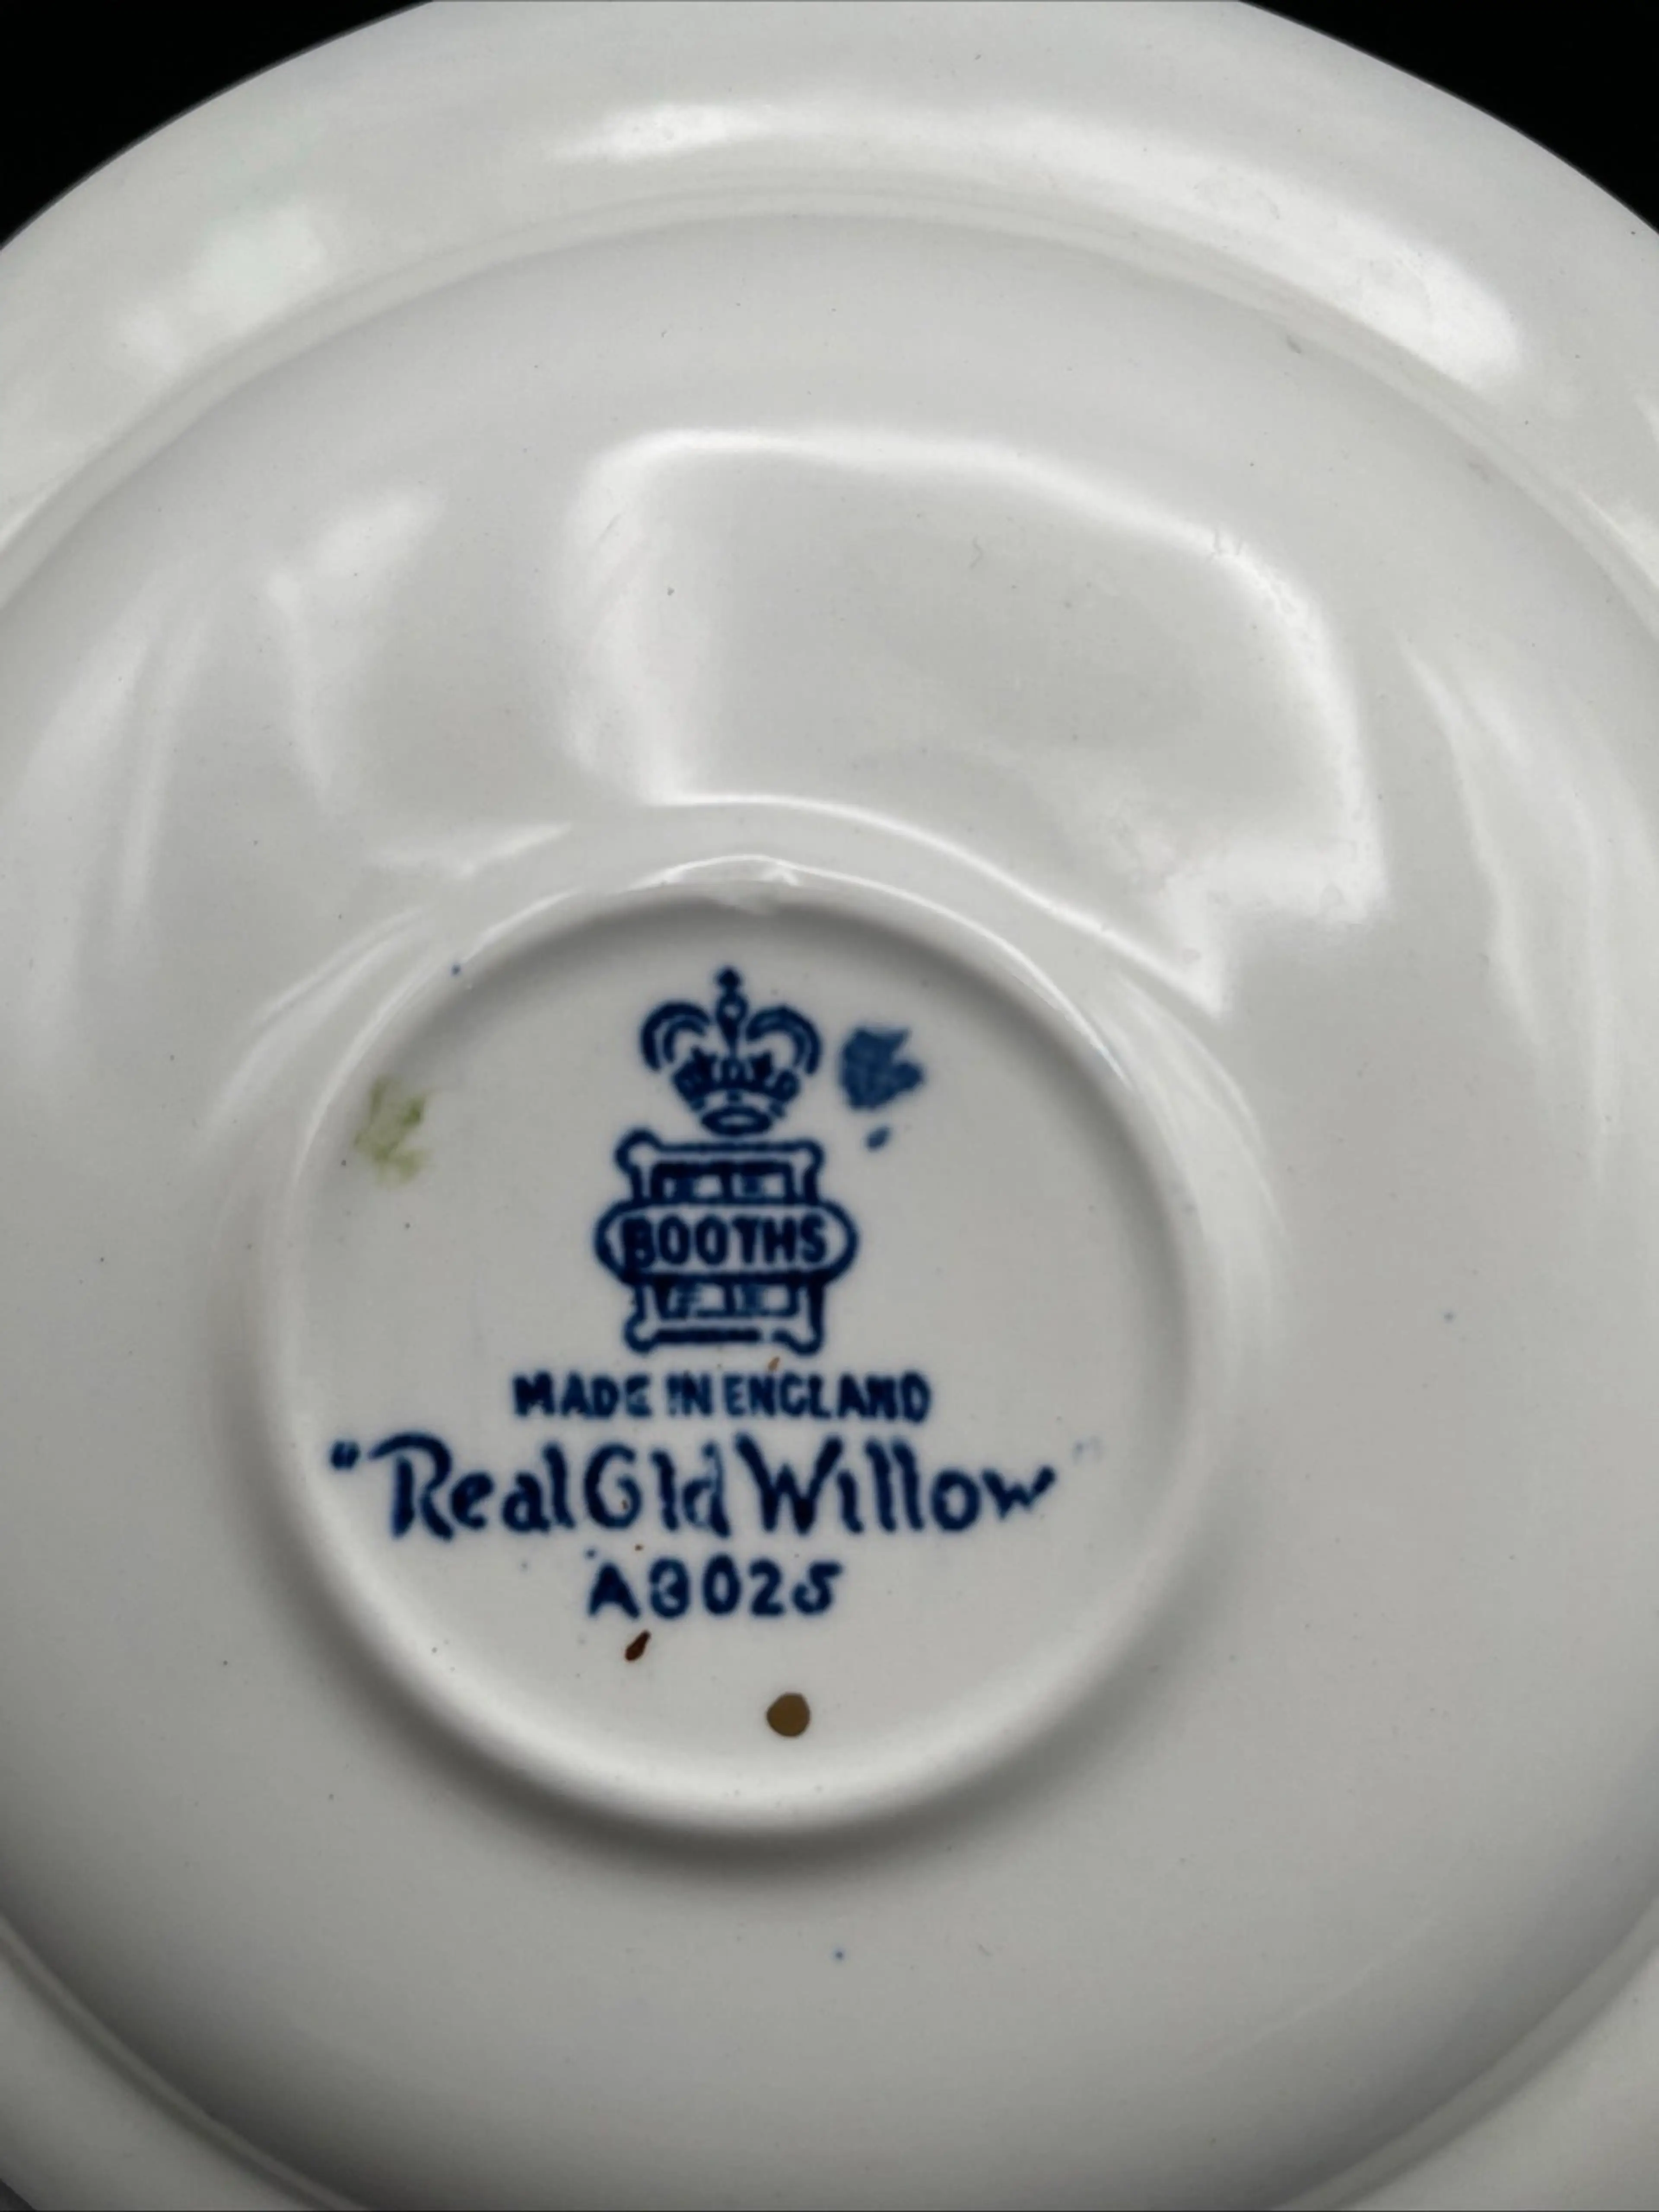 BOOTHS
MADE IN ENGLAND
"Real Old Willow"
A8025